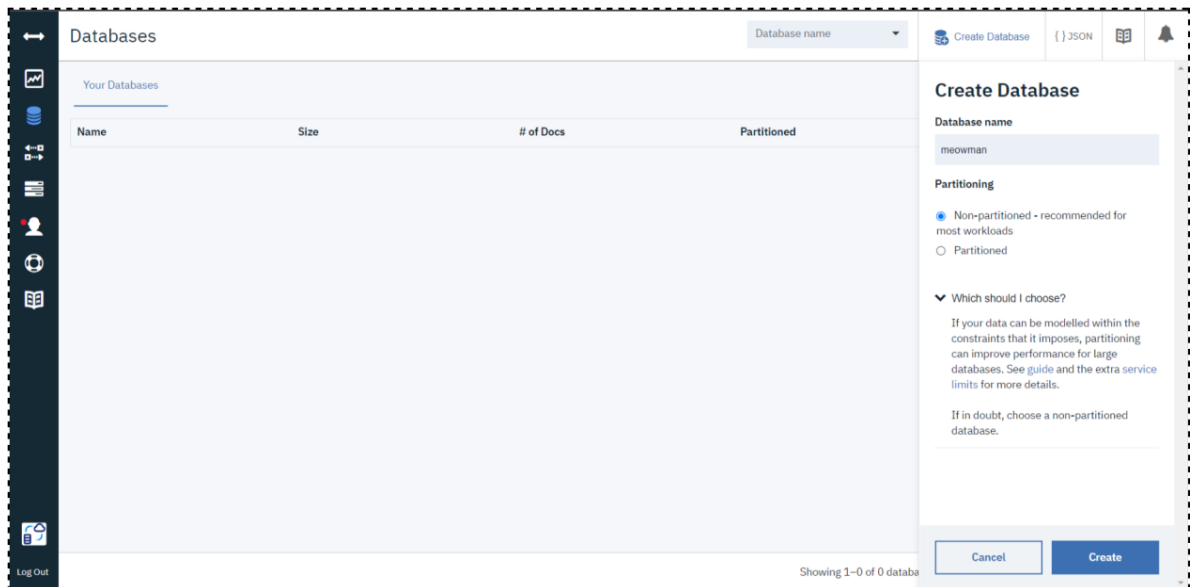 Databases
Database name
Create Database
{ } JSON
Your Databases
Name Size # of Docs Partitioned
Create Database
Database name
meowman
Partitioning
Non-partitioned - recommended for
most workloads
Partitioned
Which should I choose?
If your data can be modelled within the
constraints that it imposes, partitioning
can improve performance for large
databases. See guide and the extra service
limits for more details.
If in doubt, choose a non-partitioned
database.
Cancel Create
Log Out
Showing 1–0 of 0 databa